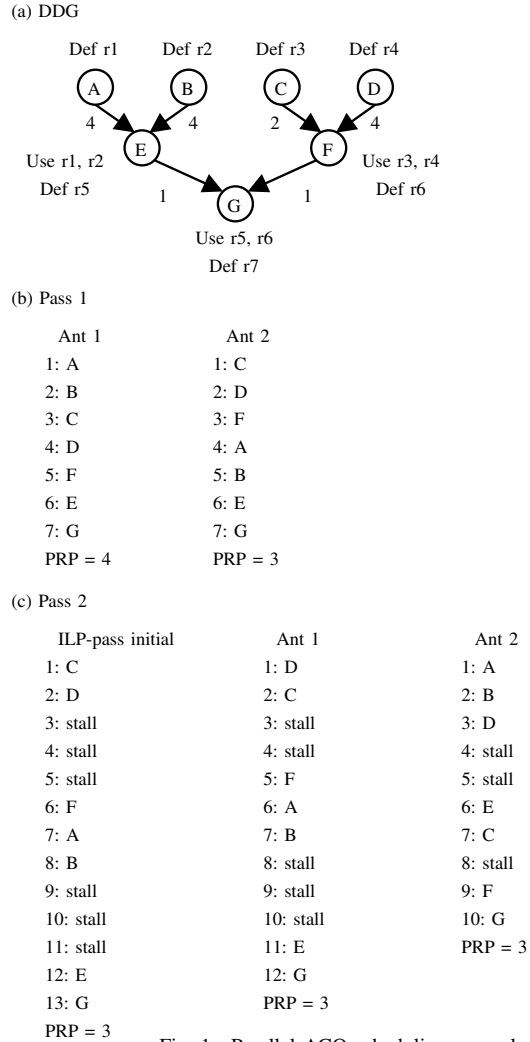 (a) DDG
Def r1 Def r2 Def r3 Def r4
A B C D
4 4 2 4
E F
Use r1, r2 Use r3, r4
Def r5 Def r6
1 1
G
Use r5, r6
Def r7
(b) Pass 1
Ant 1 Ant 2
1: A 1: C
2: B 2: D
3: C 3: F
4: D 4: A
5: F 5: B
6: E 6: E
7: G 7: G
PRP = 4 PRP = 3
(c) Pass 2
ILP-pass initial Ant 1 Ant 2
1: C 1: D 1: A
2: D 2: C 2: B
3: stall 3: stall 3: D
4: stall 4: stall 4: stall
5: stall 5: F 5: stall
6: F 6: A 6: E
7: A 7: B 7: C
8: B 8: stall 8: stall
9: stall 9: stall 9: F
10: stall 10: stall 10: G
11: stall 11: E PRP = 3
12: E 12: G
13: G PRP = 3
PRP = 3